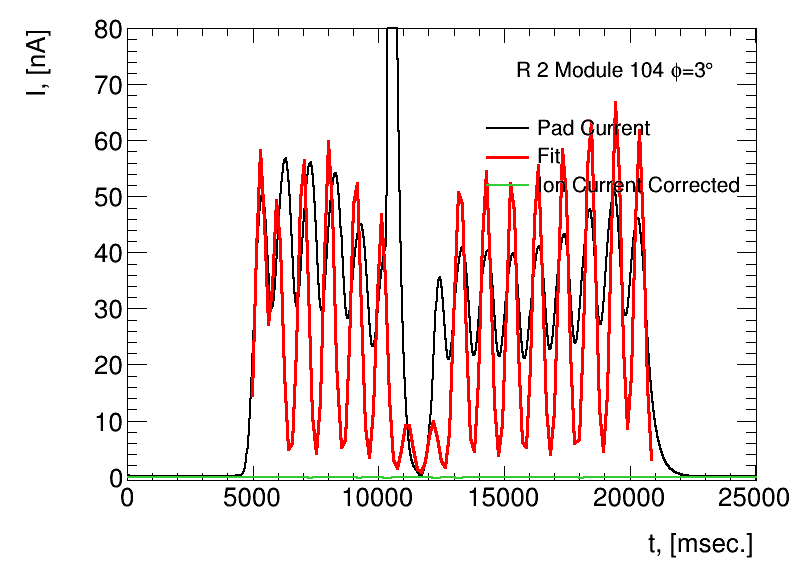 I, [nA]
80
70
60
50
40
30
20
10
0
R 2 Module 104 ϕ=3°
Pad Current
Fit
Ion Current Corrected
0 5000 10000 15000 20000 25000
t, [msec.]